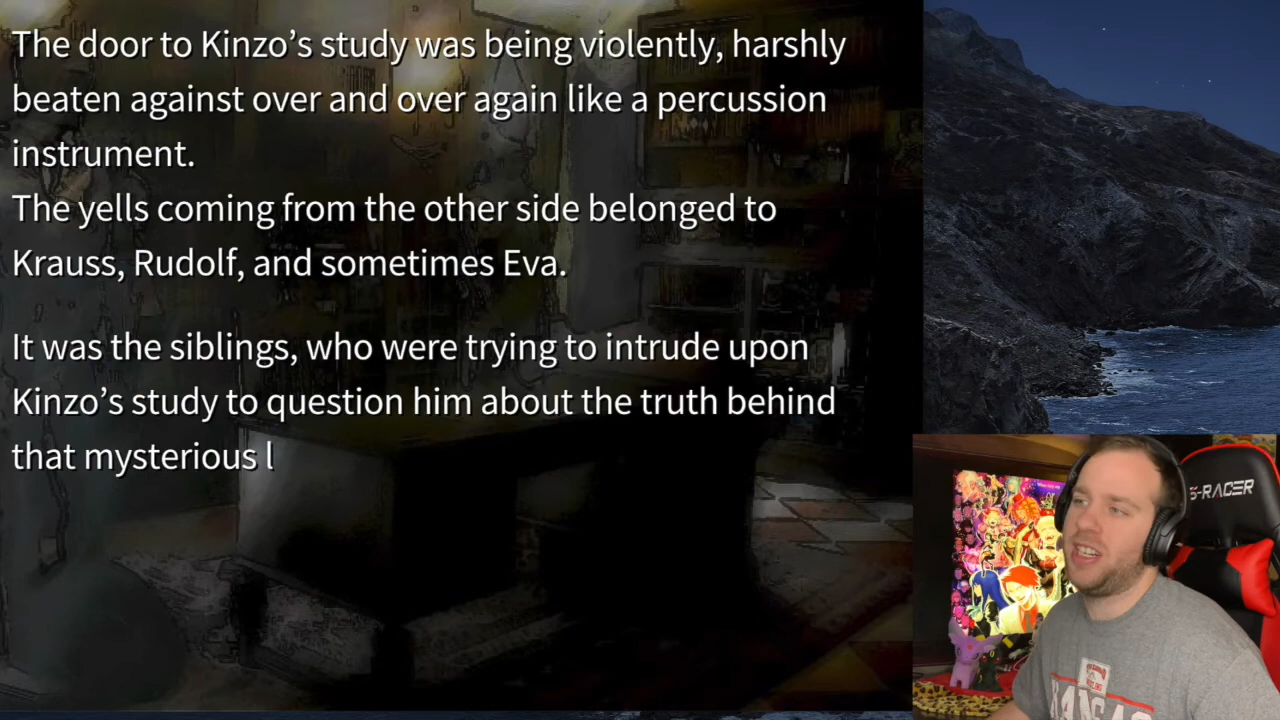 The door to Kinzo’s study was being violently, harshly
beaten against over and over again like a percussion
instrument.
The yells coming from the other side belonged to
Krauss, Rudolf, and sometimes Eva.
It was the siblings, who were trying to intrude upon
Kinzo’s study to question him about the truth behind
that mysterious l
S-RACER
KANSAS